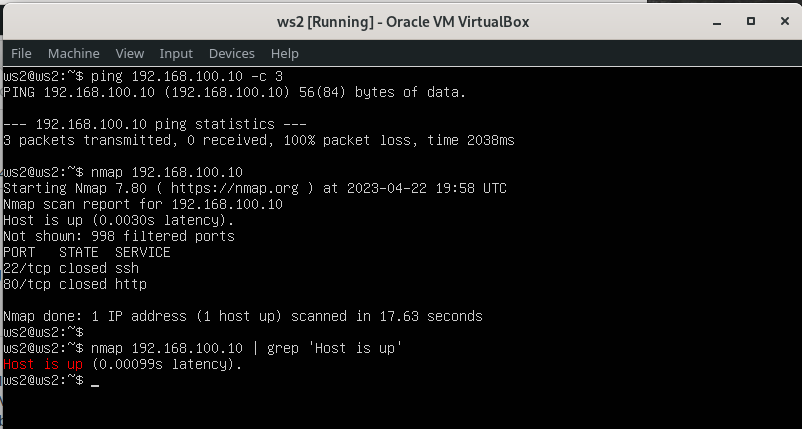 ws2 [Running] - Oracle VM VirtualBox
File Machine View Input Devices Help
ws2@ws2:~$ ping 192.168.100.10 -c 3
PING 192.168.100.10 (192.168.100.10) 56(84) bytes of data.
--- 192.168.100.10 ping statistics ---
3 packets transmitted, 0 received, 100% packet loss, time 2038ms
ws2@ws2:~$ nmap 192.168.100.10
Starting Nmap 7.80 ( https://nmap.org ) at 2023-04-22 19:58 UTC
Nmap scan report for 192.168.100.10
Host is up (0.0030s latency).
Not shown: 998 filtered ports
PORT   STATE  SERVICE
22/tcp closed ssh
80/tcp closed http
Nmap done: 1 IP address (1 host up) scanned in 17.63 seconds
ws2@ws2:~$
ws2@ws2:~$ nmap 192.168.100.10 | grep 'Host is up'
Host is up (0.00099s latency).
ws2@ws2:~$ _